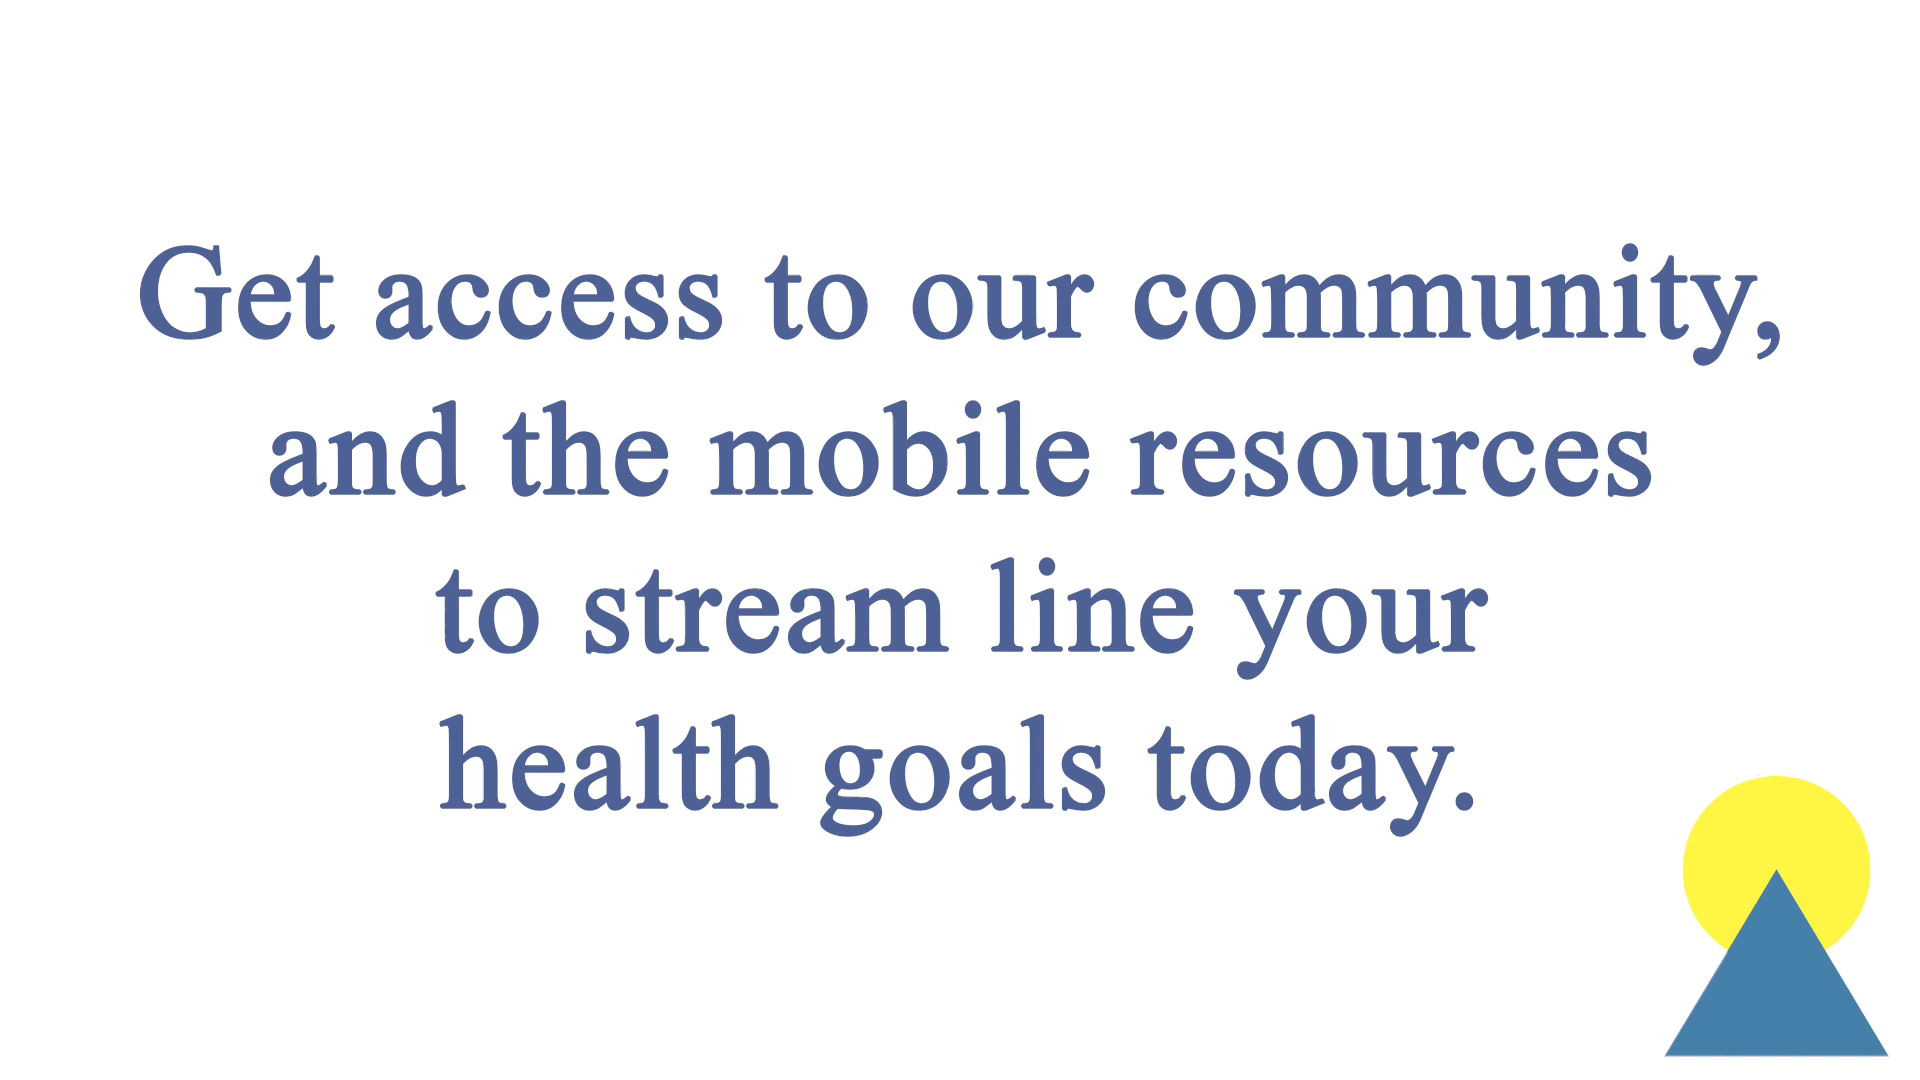 Get access to our community,
and the mobile resources
to stream line your
health goals today.